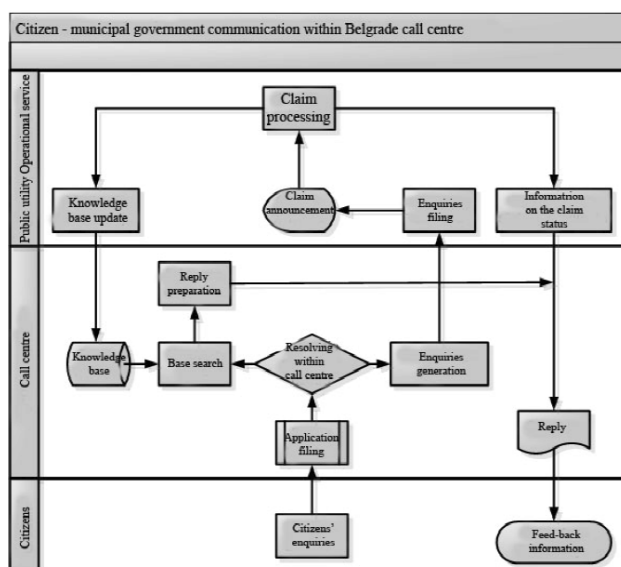 Citizen - municipal government communication within Belgrade call centre
Public utility Operational service
Claim
processing
Knowledge
base update
Claim
announcement
Enquiries
filing
Informatrion
on the claim
status
Call centre
Reply
preparation
Knowledge
base
Base search
Resolving
within
call centre
Enquiries
generation
Application
filing
Reply
Citizens
Citizens'
enquiries
Feed-back
information